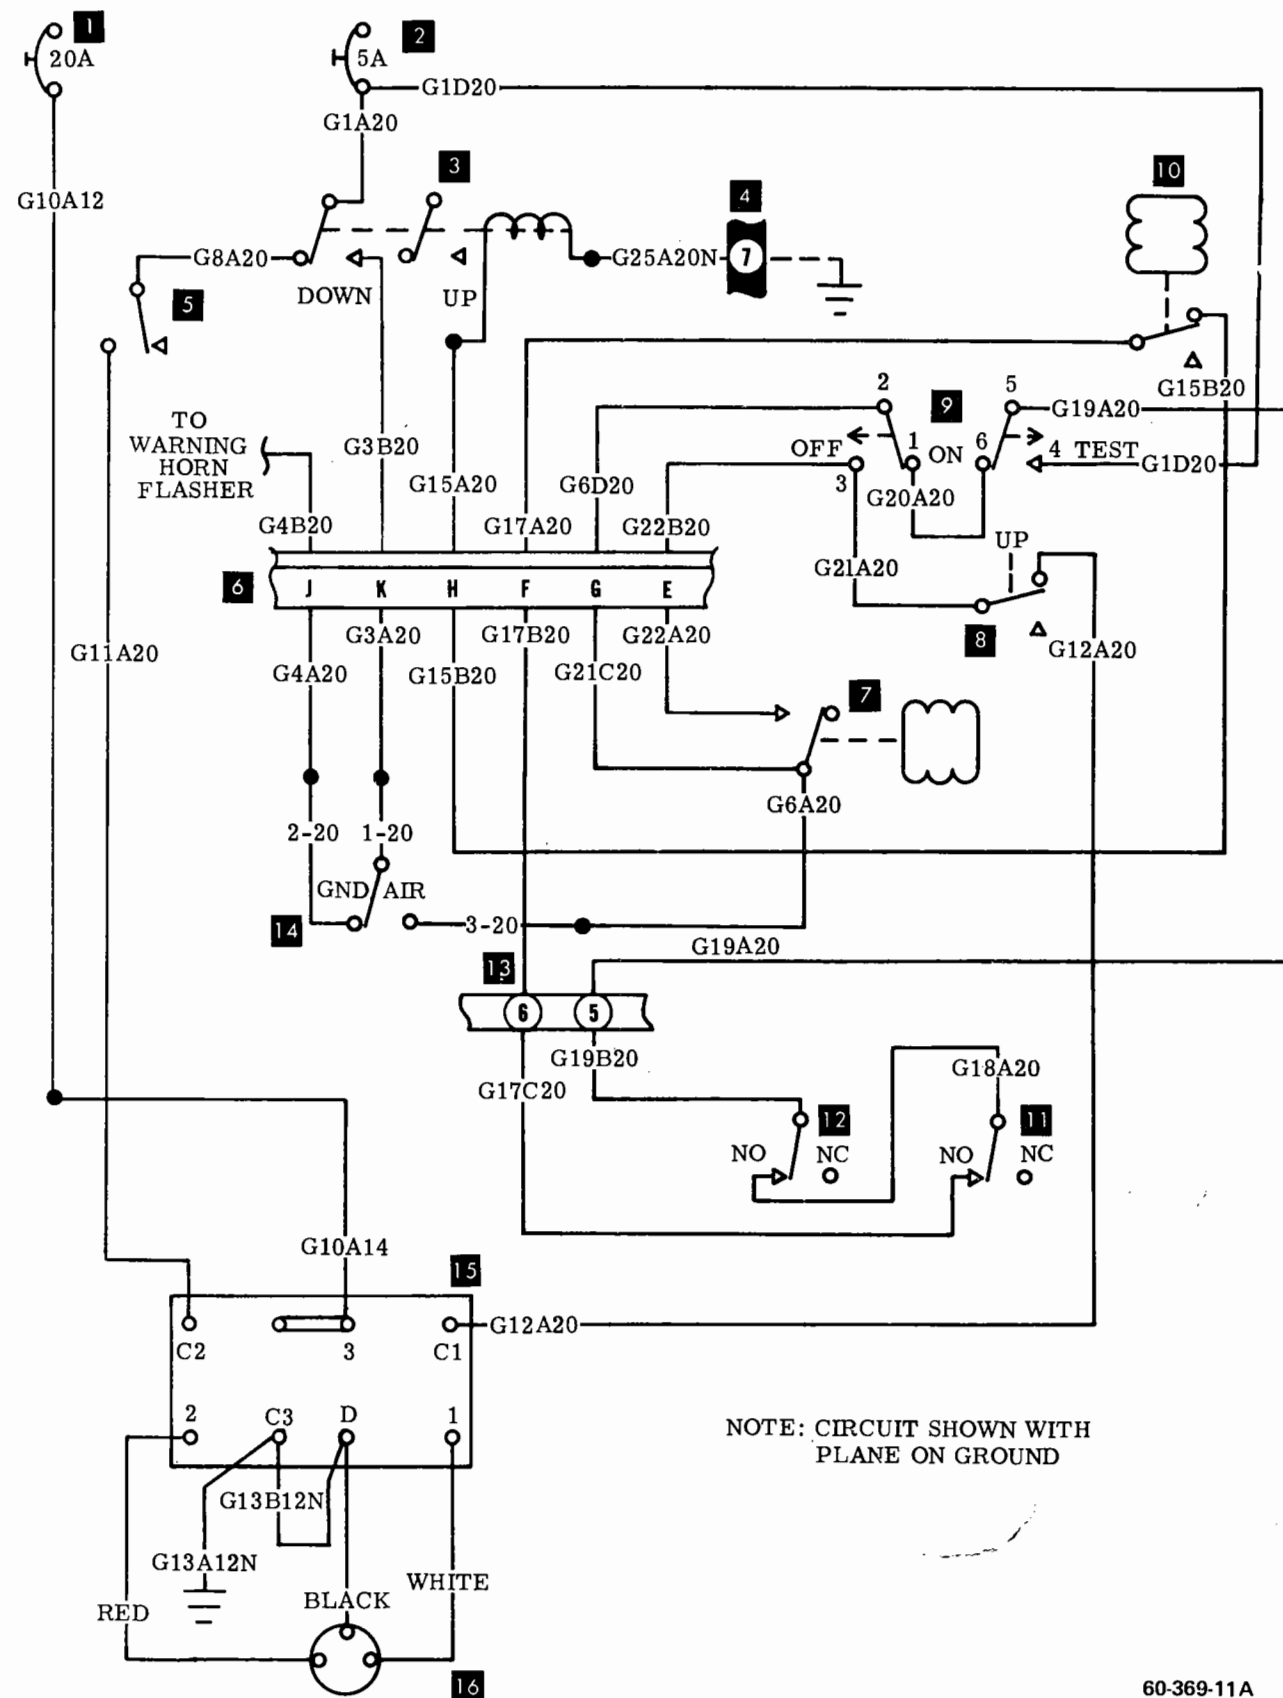 1
2
20A
5A
G1D20
G1A20
3
10
G10A12
4
G8A20
G25A20N
7
5
DOWN
UP
G15B20
2
9
5
G19A20
TO
WARNING
HORN
FLASHER
G3B20
OFF
1
ON
6
4
TEST
G1D20
G15A20
G6D20
3
G20A20
G4B20
G17A20
G22B20
UP
G21A20
6
J
K
H
F
G
E
8
G3A20
G17B20
G22A20
G12A20
G11A20
G4A20
G15B20
G21C20
7
G6A20
2-20
1-20
GND
AIR
14
3-20
G19A20
13
6
5
G19B20
G17C20
G18A20
12
11
NO
NC
NO
NC
G10A14
15
G12A20
C2
3
C1
2
C3
D
1
NOTE: CIRCUIT SHOWN WITH
PLANE ON GROUND
G13B12N
G13A12N
WHITE
BLACK
RED
16
60-369-11A